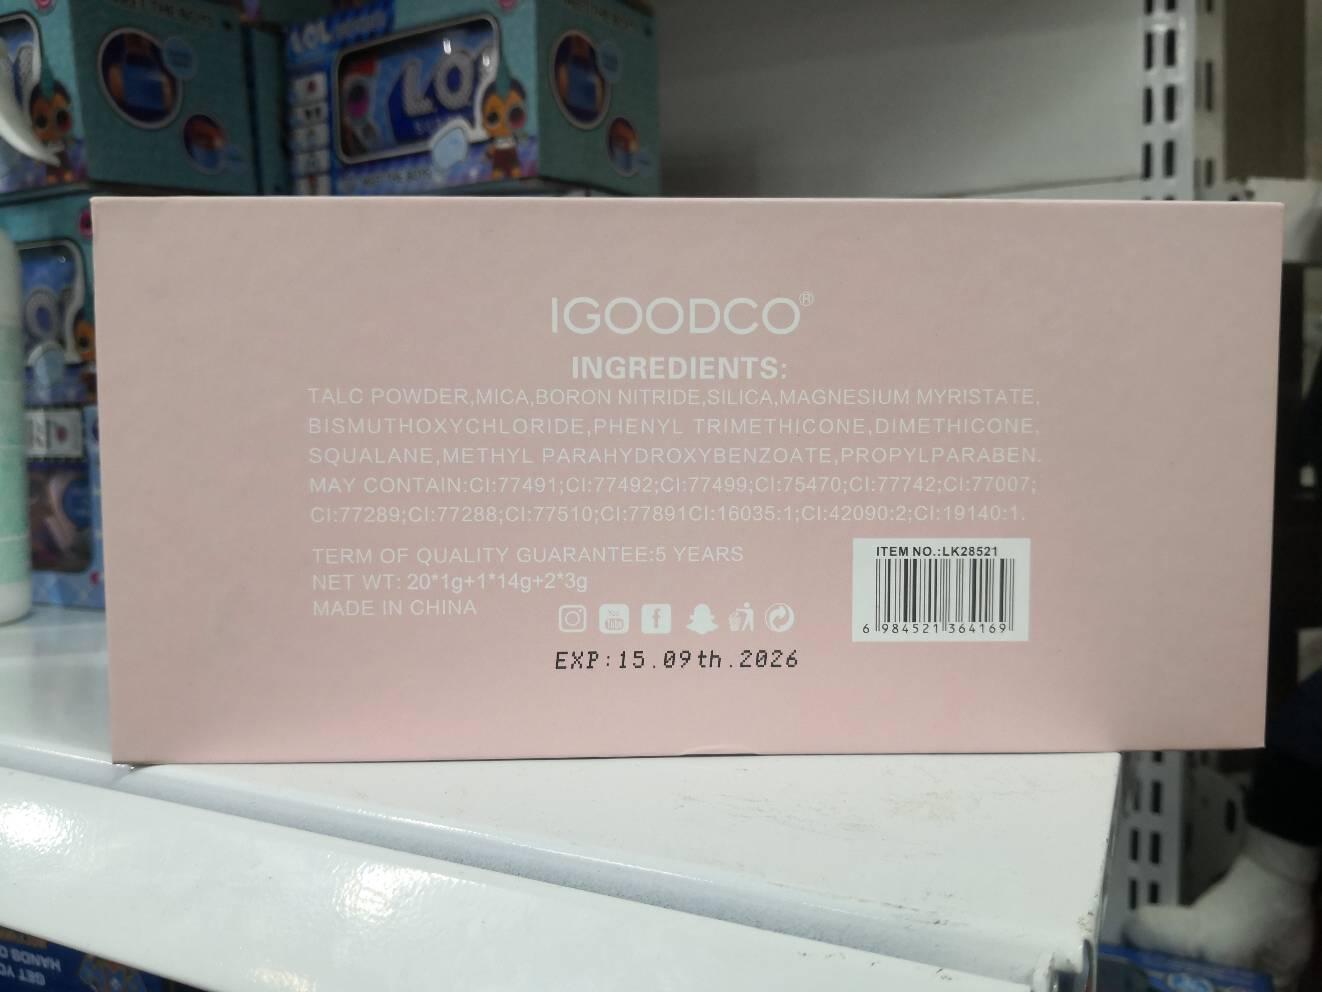 IGOODCO®
INGREDIENTS:
TALC POWDER,MICA,BORON NITRIDE,SILICA,MAGNESIUM MYRISTATE,
BISMUTHOXYCHLORIDE,PHENYL TRIMETHICONE,DIMETHICONE,
SQUALANE,METHYL PARAHYDROXYBENZOATE,PROPYLPARABEN.
MAY CONTAIN:CI:77491;CI:77492;CI:77499;CI:75470;CI:77742;CI:77007;
CI:77289;CI:77288;CI:77510;CI:77891CI:16035:1;CI:42090:2;CI:19140:1.
TERM OF QUALITY GUARANTEE:5 YEARS
NET WT: 20*1g+1*14g+2*3g
MADE IN CHINA
ITEM NO.:LK28521
6 984521 364169
EXP:15.09th.2026